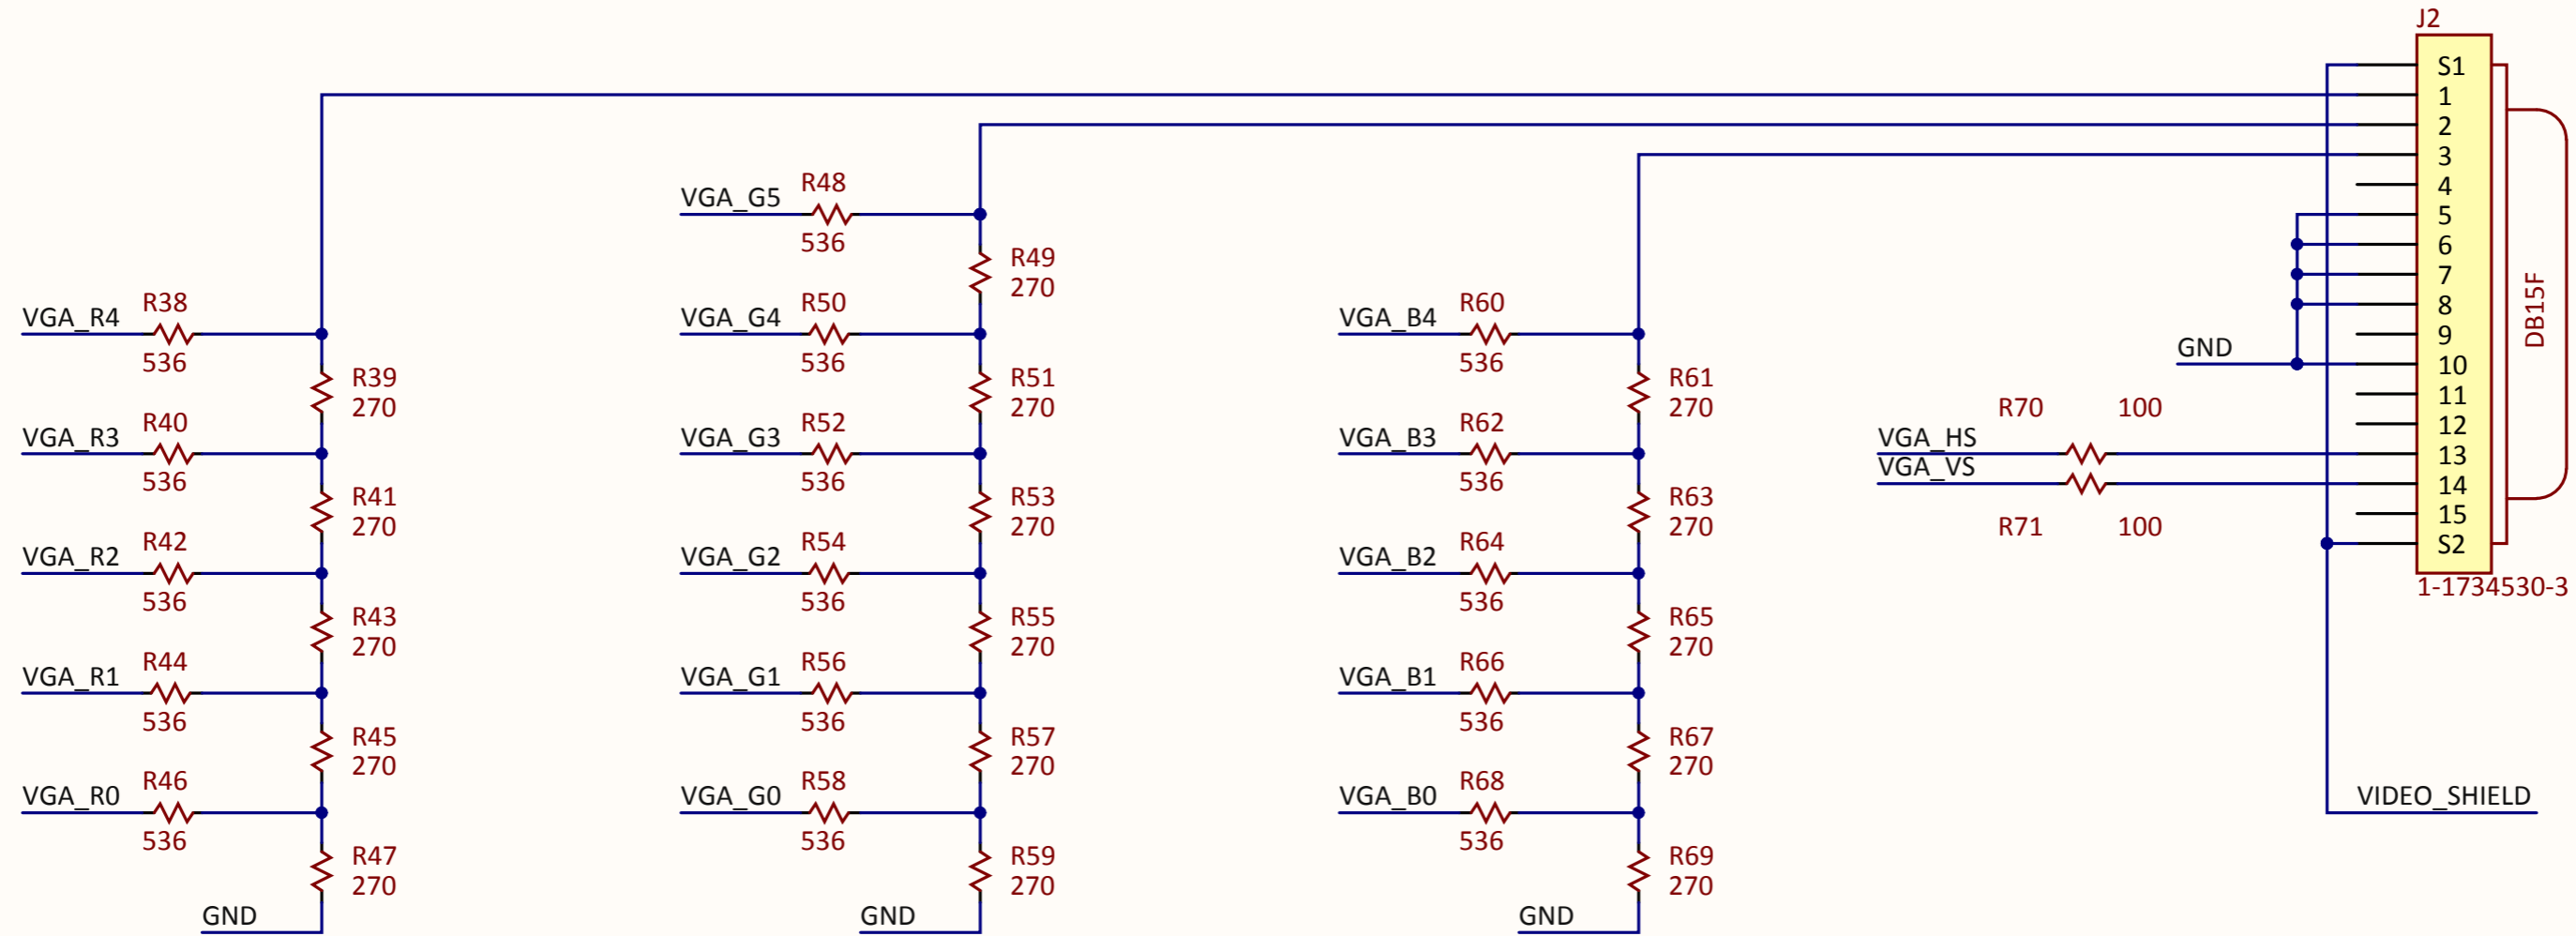 J2
S1
1
2
3
4
5
6
7
8
9
10
11
12
13
14
15
S2
DB15F
1-1734530-3
VGA_R4
R38
536
R39
270
VGA_R3
R40
536
R41
270
VGA_R2
R42
536
R43
270
VGA_R1
R44
536
R45
270
VGA_R0
R46
536
R47
270
GND
VGA_G5
R48
536
R49
270
VGA_G4
R50
536
R51
270
VGA_G3
R52
536
R53
270
VGA_G2
R54
536
R55
270
VGA_G1
R56
536
R57
270
VGA_G0
R58
536
R59
270
GND
VGA_B4
R60
536
R61
270
VGA_B3
R62
536
R63
270
VGA_B2
R64
536
R65
270
VGA_B1
R66
536
R67
270
VGA_B0
R68
536
R69
270
GND
GND
R70 100
VGA_HS
VGA_VS
R71 100
VIDEO_SHIELD